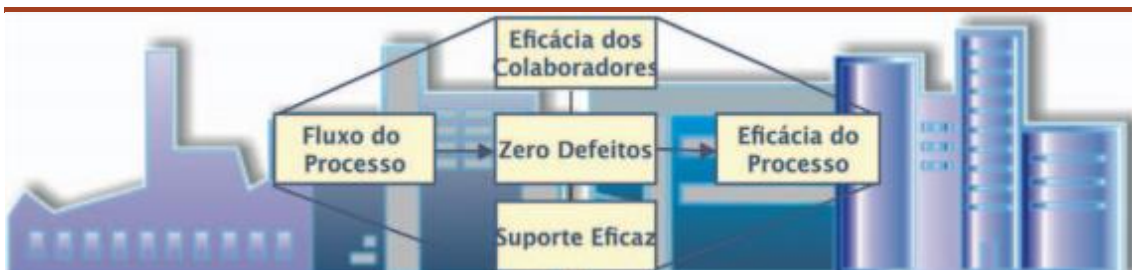 Eficácia dos
Colaboradores
Fluxo do
Processo
Zero Defeitos
Eficácia do
Processo
Suporte Eficaz